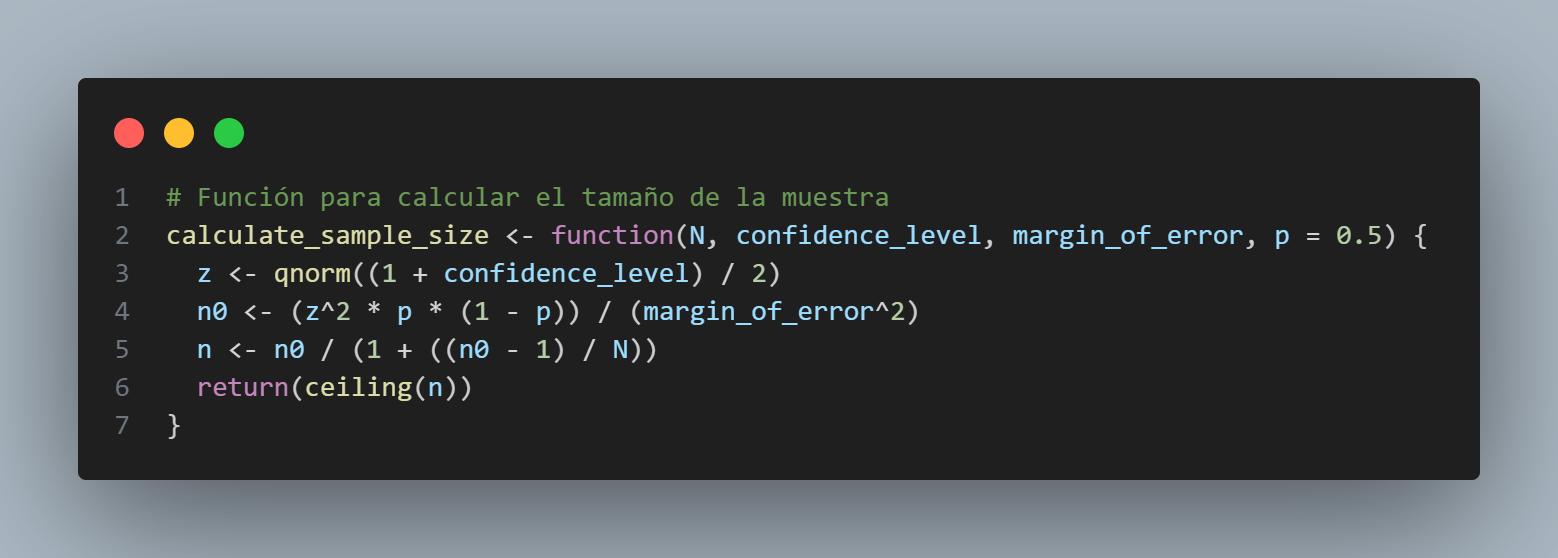 1 # Función para calcular el tamaño de la muestra
2 calculate_sample_size <- function(N, confidence_level, margin_of_error, p = 0.5) {
3 z <- qnorm((1 + confidence_level) / 2)
4 n0 <- (z^2 * p * (1 - p)) / (margin_of_error^2)
5 n <- n0 / (1 + ((n0 - 1) / N))
6 return(ceiling(n))
7 }